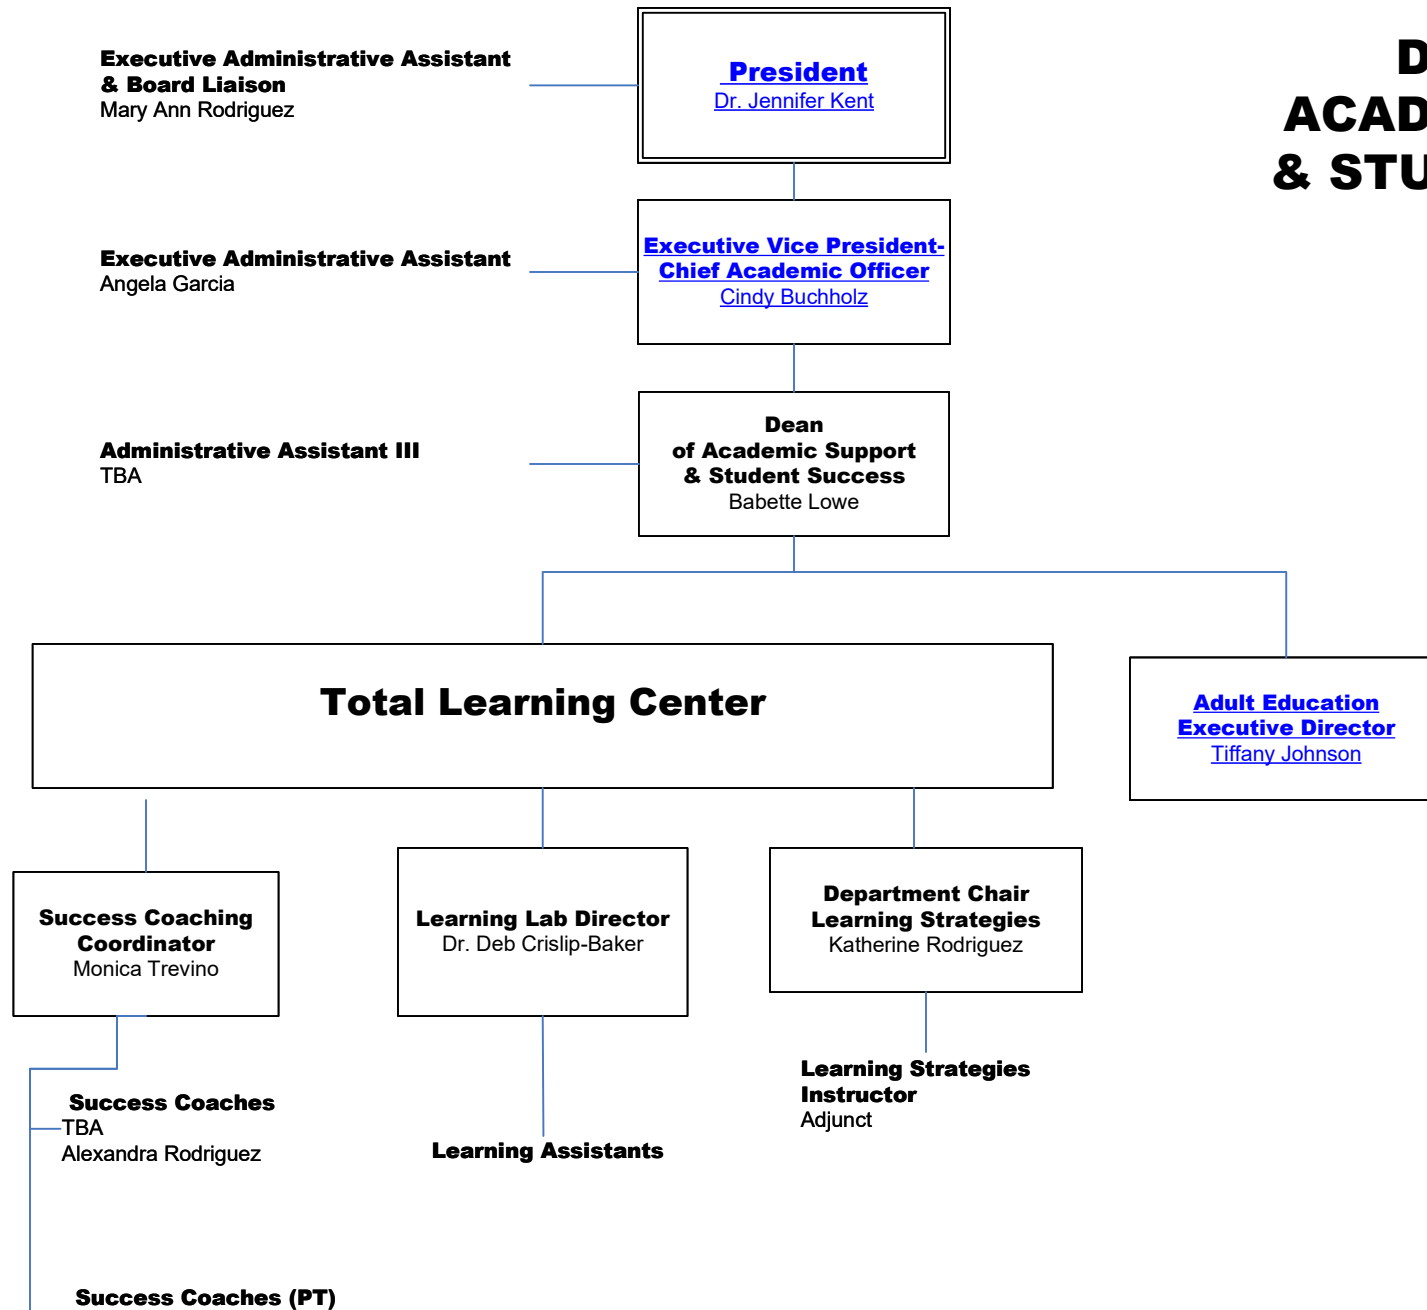 Executive Administrative Assistant
& Board Liaison
Mary Ann Rodriguez
President
Dr. Jennifer Kent
D
ACAD
& STU
Executive Administrative Assistant
Angela Garcia
Executive Vice President-
Chief Academic Officer
Cindy Buchholz
Administrative Assistant III
TBA
Dean
of Academic Support
& Student Success
Babette Lowe
Total Learning Center
Adult Education
Executive Director
Tiffany Johnson
Success Coaching
Coordinator
Monica Trevino
Learning Lab Director
Dr. Deb Crislip-Baker
Department Chair
Learning Strategies
Katherine Rodriguez
Success Coaches
TBA
Alexandra Rodriguez
Learning Assistants
Learning Strategies
Instructor
Adjunct
Success Coaches (PT)